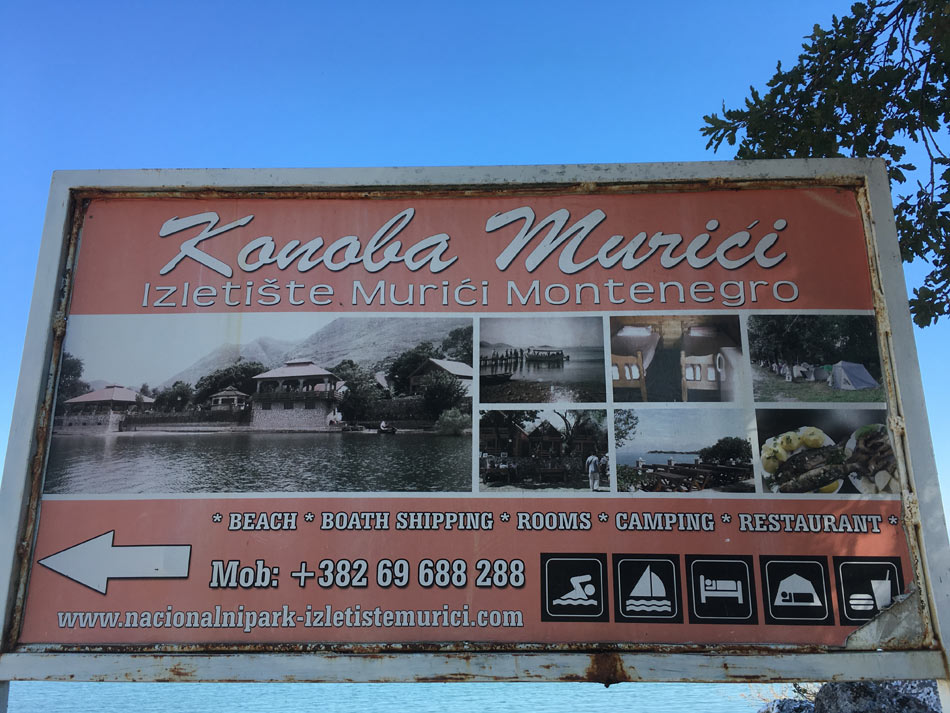 Konoba Murići
Izletište Murići Montenegro
* BEACH * BOATH SHIPPING * ROOMS * CAMPING * RESTAURANT *
Mob: +382 69 688 288
www.nacionalnipark-izletistemurici.com